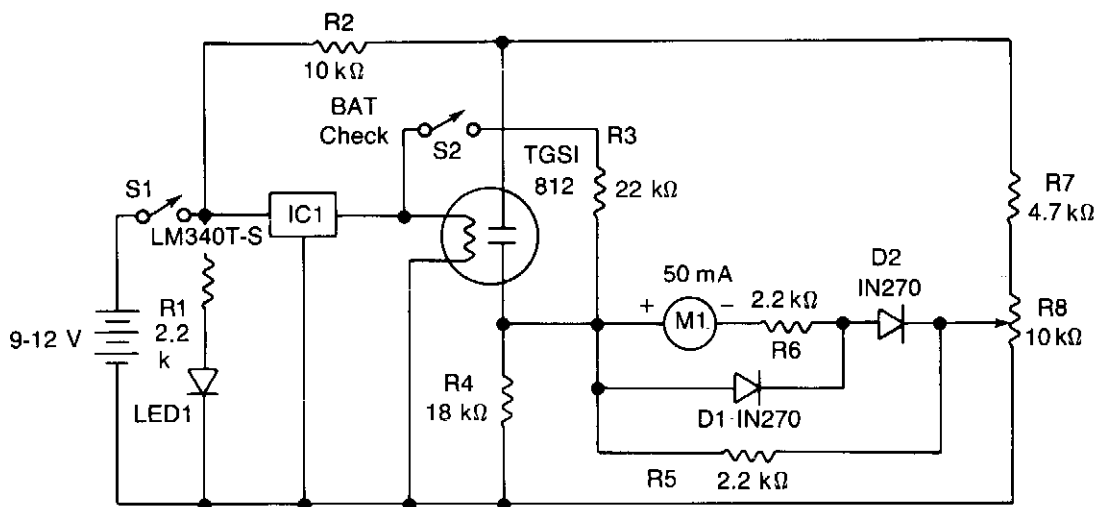 R2
10 kΩ
BAT
Check
S2
R3
22 kΩ
TGSI
812
S1
IC1
LM340T-S
R1
2.2
k
9-12 V
LED1
R4
18 kΩ
50 mA
+
M1
−
2.2 kΩ
R6
D2
IN270
R7
4.7 kΩ
R8
10 kΩ
D1-IN270
R5
2.2 kΩ